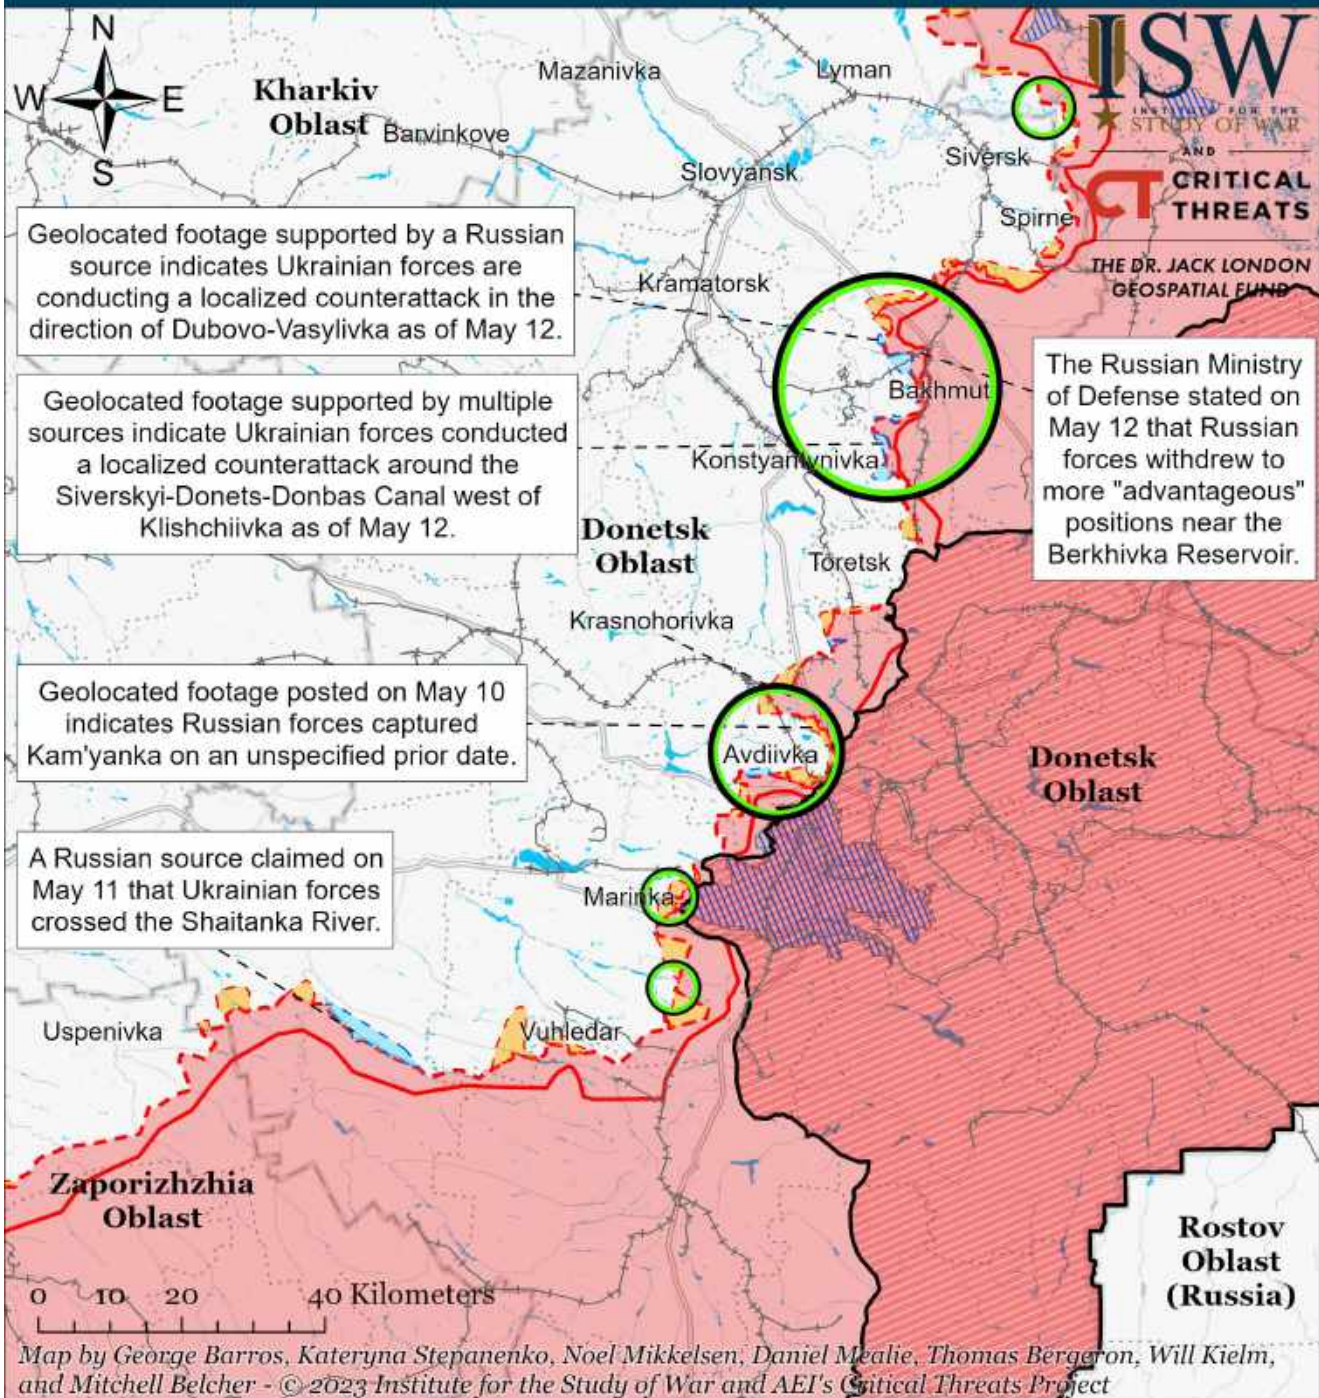 N
W
E
S
Kharkiv
Oblast
Mazanivka
Lyman
Barvinkove
Slovyansk
Siversk
Spirne
Kramatorsk
ISW
INSTITUTE FOR THE
STUDY OF WAR
AND
CT CRITICAL
THREATS
THE DR. JACK LONDON
GEOSPATIAL FUND
Geolocated footage supported by a Russian
source indicates Ukrainian forces are
conducting a localized counterattack in the
direction of Dubovo-Vasylivka as of May 12.
Geolocated footage supported by multiple
sources indicate Ukrainian forces conducted
a localized counterattack around the
Siverskyi-Donets-Donbas Canal west of
Klishchiivka as of May 12.
Bakhmut
Konstyantynivka
The Russian Ministry
of Defense stated on
May 12 that Russian
forces withdrew to
more "advantageous"
positions near the
Berkhivka Reservoir.
Donetsk
Oblast
Toretsk
Krasnohorivka
Geolocated footage posted on May 10
indicates Russian forces captured
Kam'yanka on an unspecified prior date.
Avdiivka
Donetsk
Oblast
A Russian source claimed on
May 11 that Ukrainian forces
crossed the Shaitanka River.
Marinka
Uspenivka
Vuhledar
Zaporizhzhia
Oblast
Rostov
Oblast
(Russia)
0 10 20 40 Kilometers
Map by George Barros, Kateryna Stepanenko, Noel Mikkelsen, Daniel Mealie, Thomas Bergeron, Will Kielm,
and Mitchell Belcher - © 2023 Institute for the Study of War and AEI's Critical Threats Project